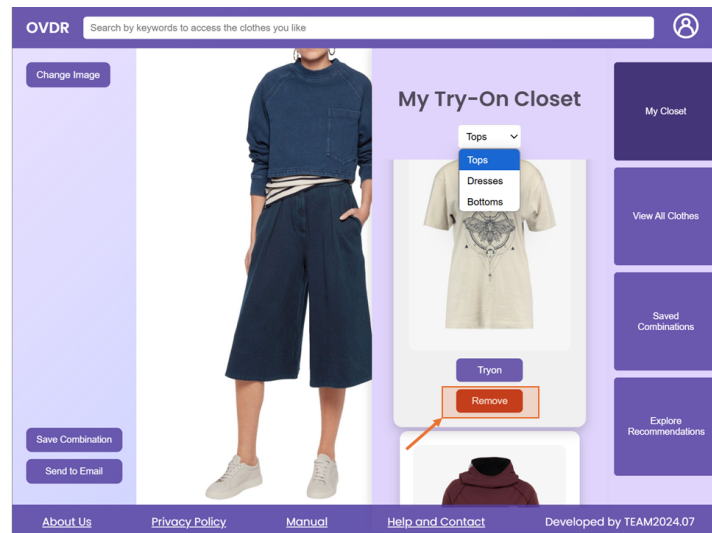 OVDR
Search by keywords to access the clothes you like
Change Image
My Try-On Closet
Tops
Tops
Dresses
Bottoms
Tryon
Remove
My Closet
View All Clothes
Saved
Combinations
Explore
Recommendations
Save Combination
Send to Email
About Us
Privacy Policy
Manual
Help and Contact
Developed by TEAM2024.07